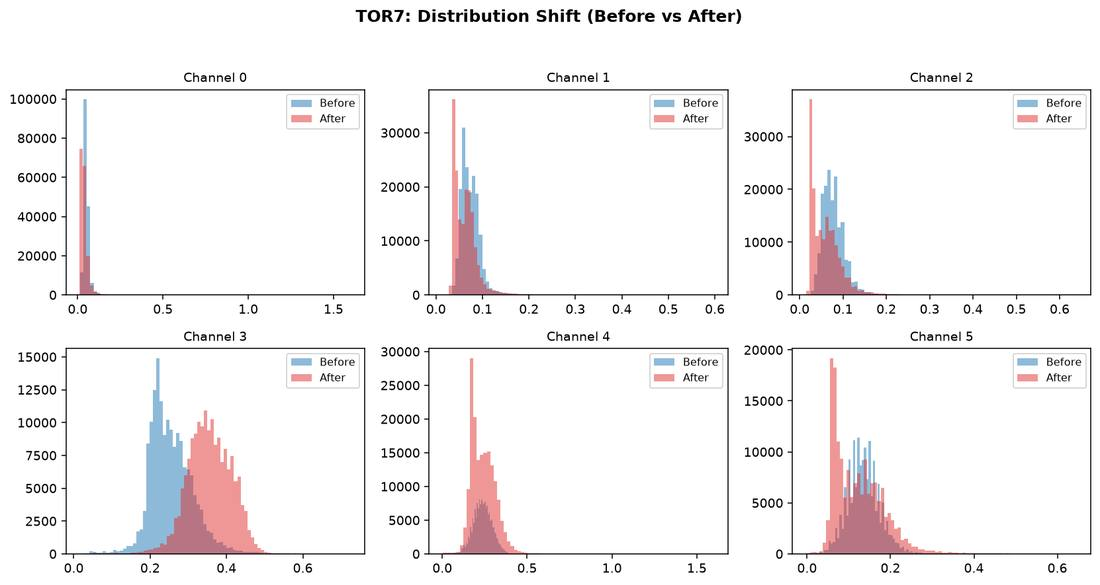 TOR7: Distribution Shift (Before vs After)
Channel 0
100000
80000
60000
40000
20000
0
0.0 0.5 1.0 1.5
Before
After
Channel 1
30000
20000
10000
0
0.0 0.1 0.2 0.3 0.4 0.5 0.6
Before
After
Channel 2
30000
20000
10000
0
0.0 0.1 0.2 0.3 0.4 0.5 0.6
Before
After
Channel 3
15000
12500
10000
7500
5000
2500
0
0.0 0.2 0.4 0.6
Before
After
Channel 4
30000
25000
20000
15000
10000
5000
0
0.0 0.5 1.0 1.5
Before
After
Channel 5
20000
15000
10000
5000
0
0.0 0.2 0.4 0.6
Before
After